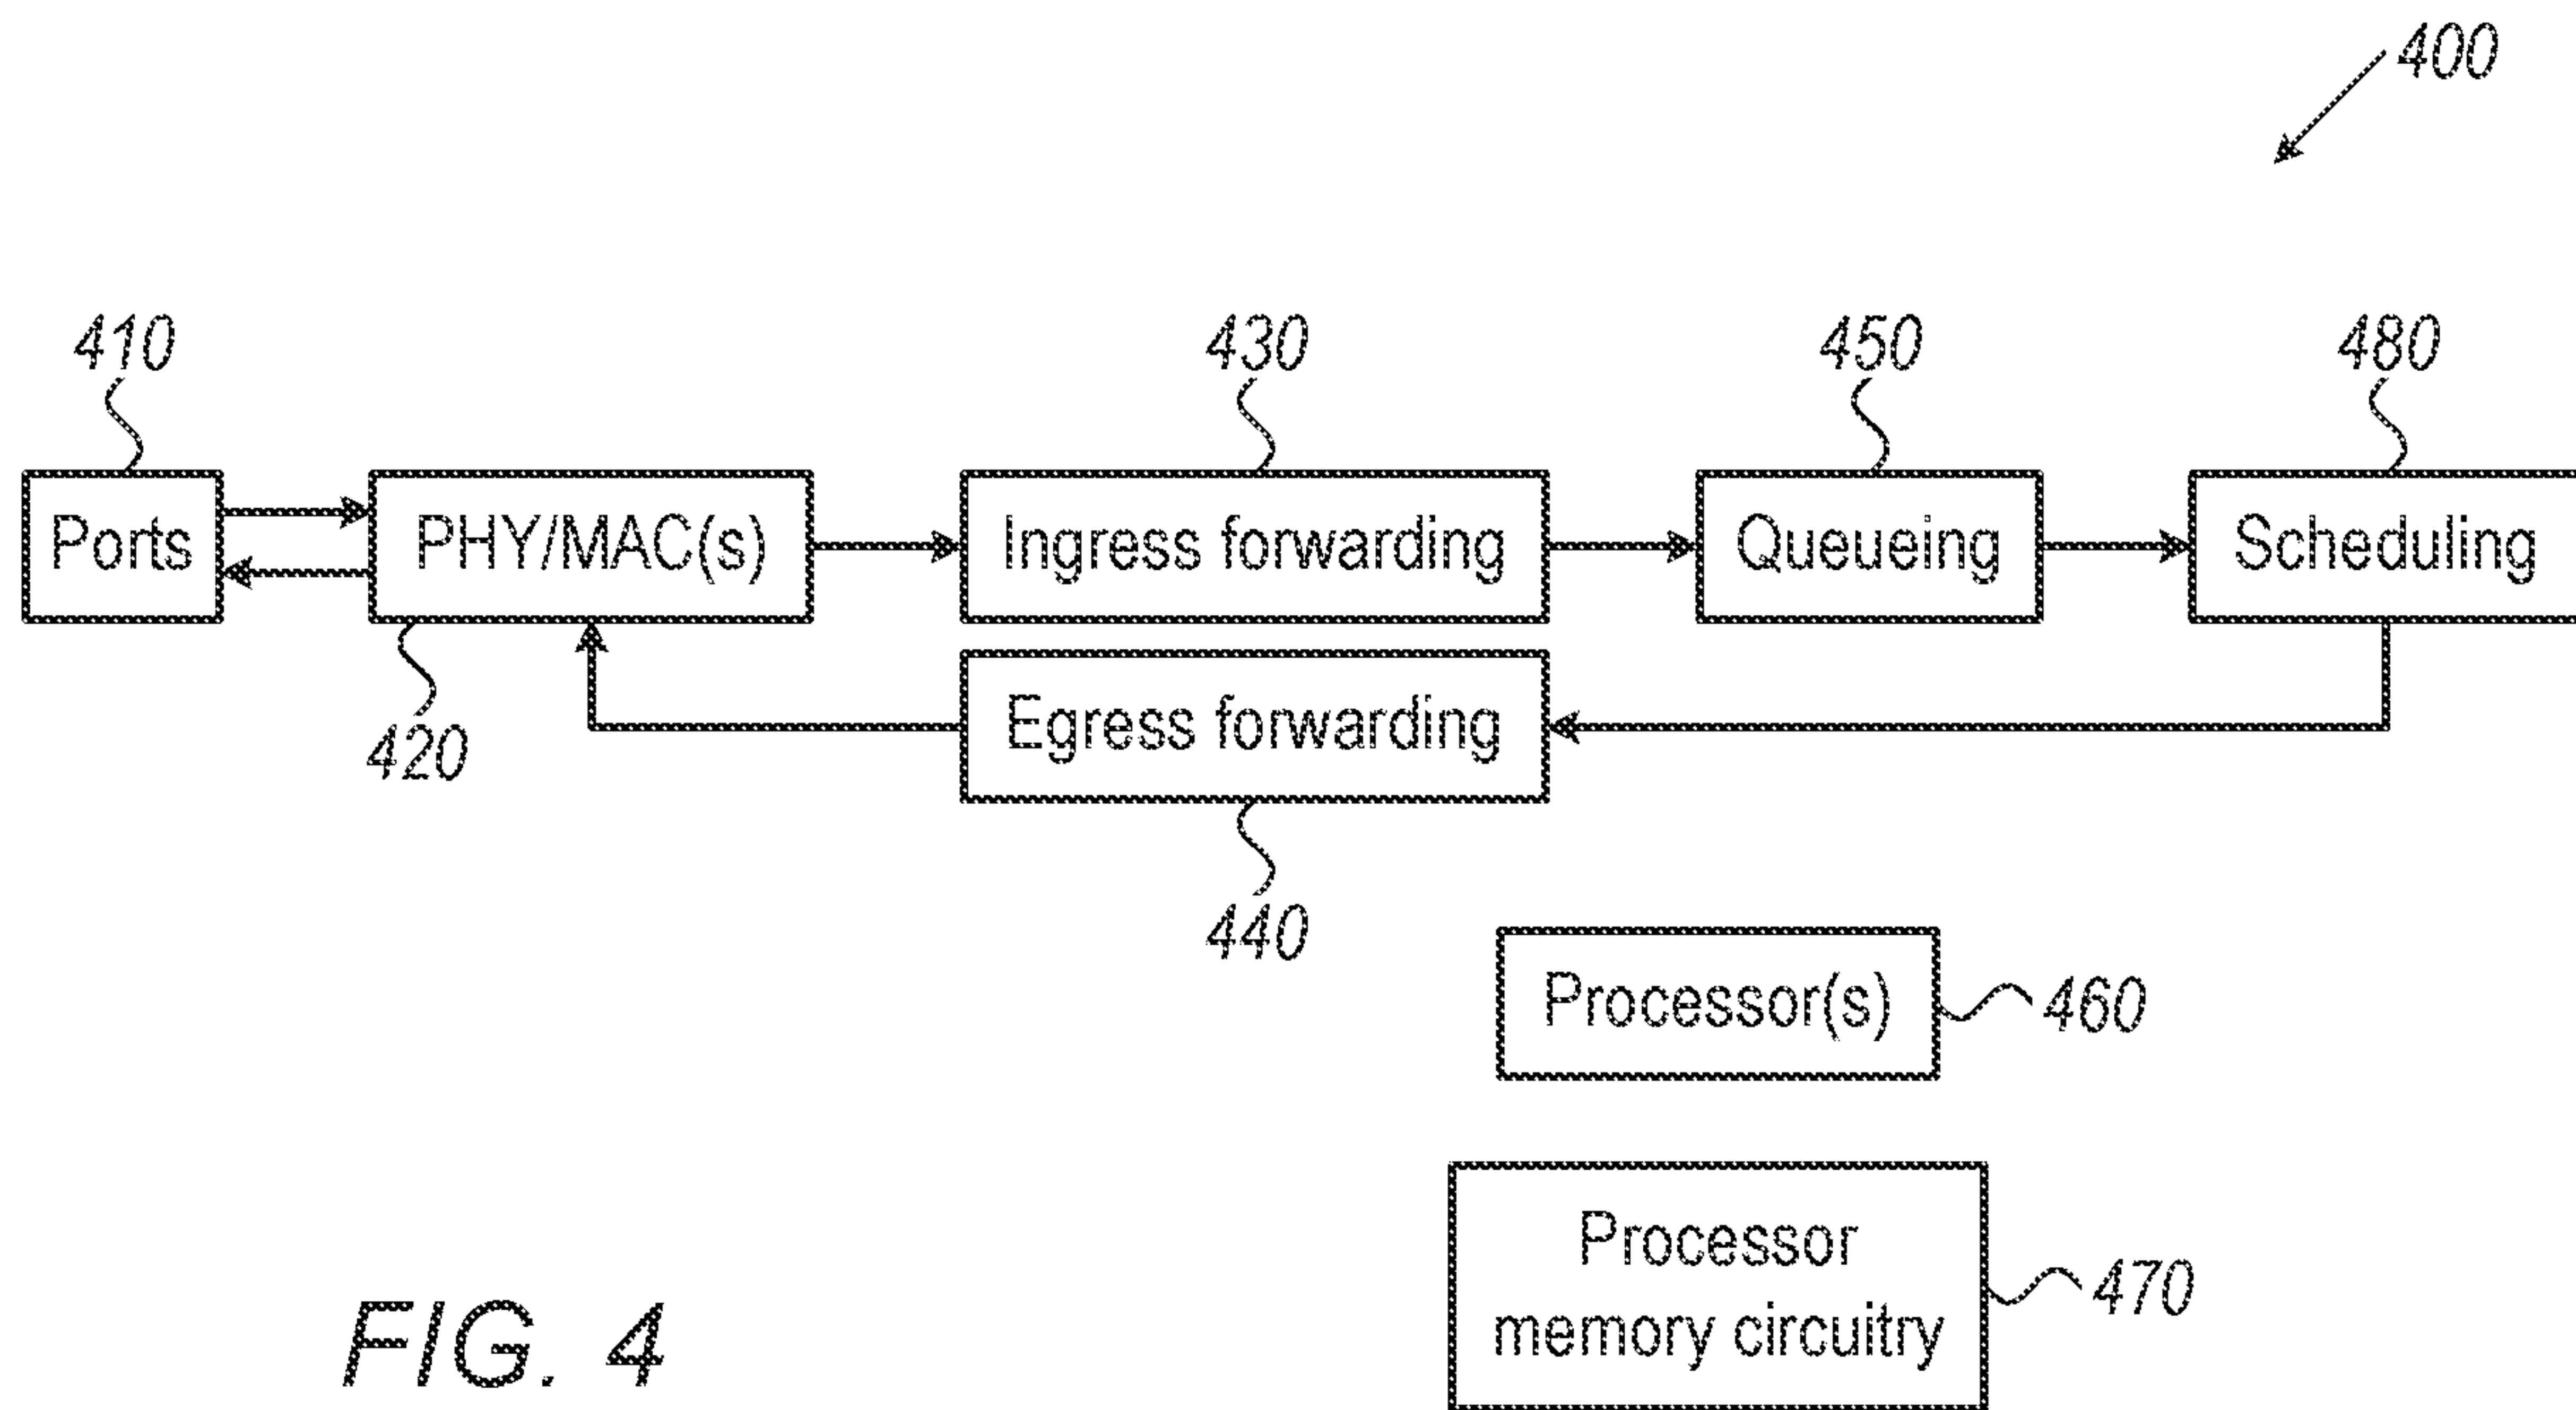 400
410
430
450
480
Ports
PHY/MAC(s)
Ingress forwarding
Queueing
Scheduling
Egress forwarding
420
440
Processor(s)
460
Processor
memory circuitry
470
FIG. 4